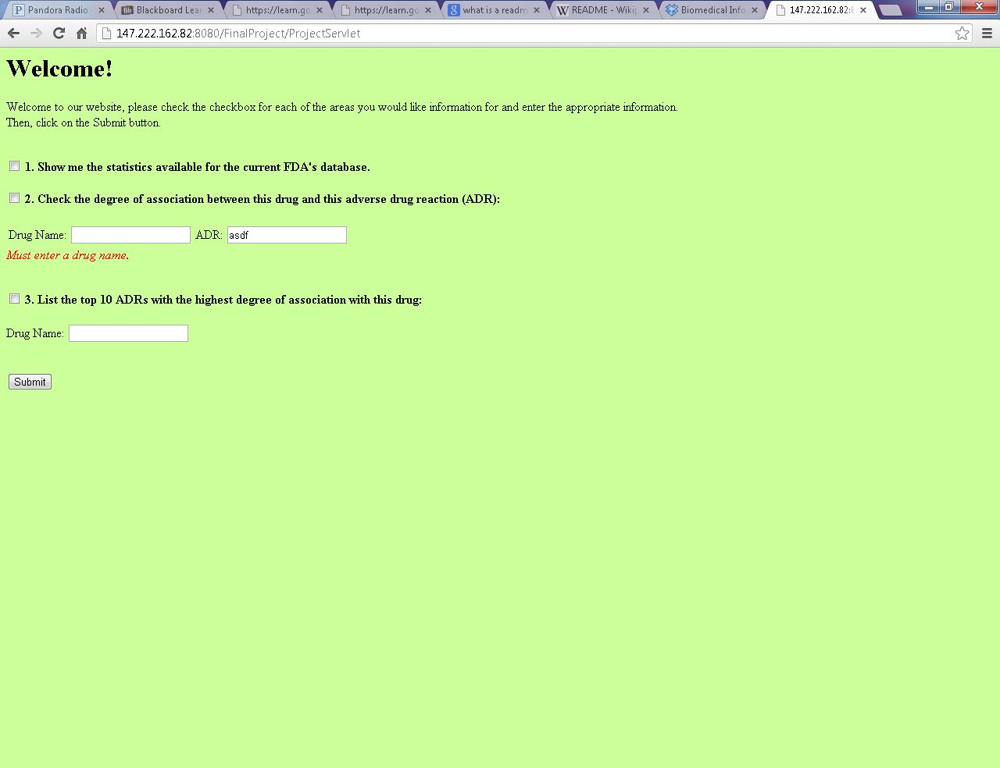 Pandora Radio
Blackboard Lear
https://learn.go
https://learn.go
what is a readm
README - Wikip
Biomedical Info
147.222.162.82:8
147.222.162.82:8080/FinalProject/ProjectServlet
Welcome!
Welcome to our website, please check the checkbox for each of the areas you would like information for and enter the appropriate information.
Then, click on the Submit button.
1. Show me the statistics available for the current FDA's database.
2. Check the degree of association between this drug and this adverse drug reaction (ADR):
Drug Name: ADR: asdf
Must enter a drug name.
3. List the top 10 ADRs with the highest degree of association with this drug:
Drug Name:
Submit